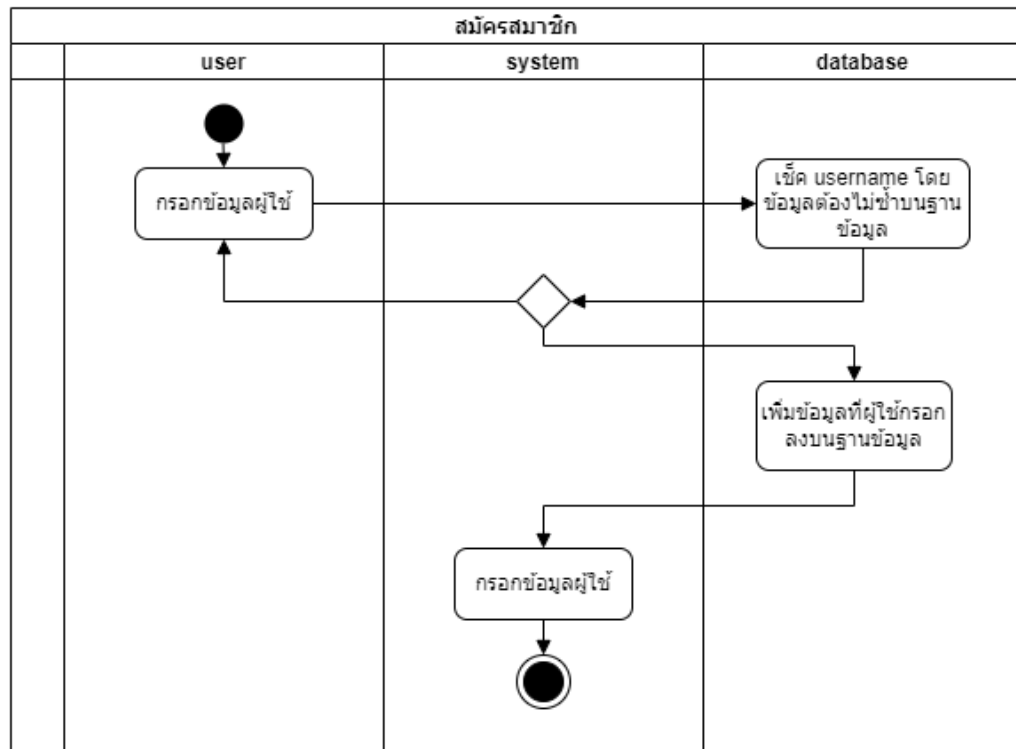 สมัครสมาชิก
user
system
database
กรอกข้อมูลผู้ใช้
เช็ค username โดย
ข้อมูลต้องไม่ซ้ำบนฐาน
ข้อมูล
เพิ่มข้อมูลที่ผู้ใช้กรอก
ลงบนฐานข้อมูล
กรอกข้อมูลผู้ใช้